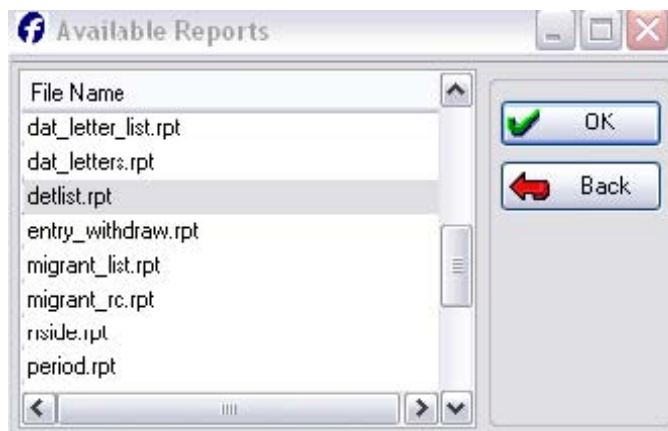 Available Reports
File Name
dat_letter_list.rpt
dat_letters.rpt
detlist.rpt
entry_withdraw.rpt
migrant_list.rpt
migrant_rc.rpt
period.rpt
OK
Back